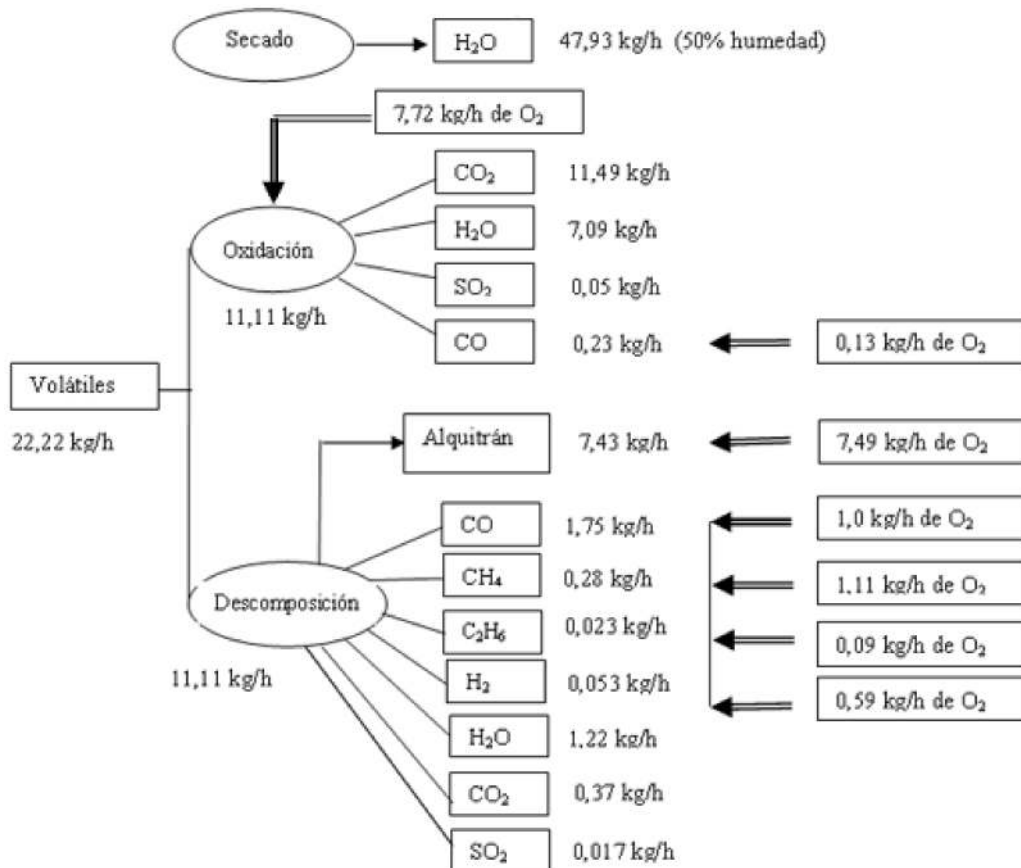 Secado
H₂O
47,93 kg/h (50% humedad)
7,72 kg/h de O₂
CO₂
11,49 kg/h
H₂O
7,09 kg/h
Oxidación
SO₂
0,05 kg/h
11,11 kg/h
CO
0,23 kg/h
0,13 kg/h de O₂
Volátiles
22,22 kg/h
Alquitrán
7,43 kg/h
7,49 kg/h de O₂
CO
1,75 kg/h
1,0 kg/h de O₂
CH₄
0,28 kg/h
1,11 kg/h de O₂
Descomposición
C₂H₆
0,023 kg/h
0,09 kg/h de O₂
11,11 kg/h
H₂
0,053 kg/h
0,59 kg/h de O₂
H₂O
1,22 kg/h
CO₂
0,37 kg/h
SO₂
0,017 kg/h